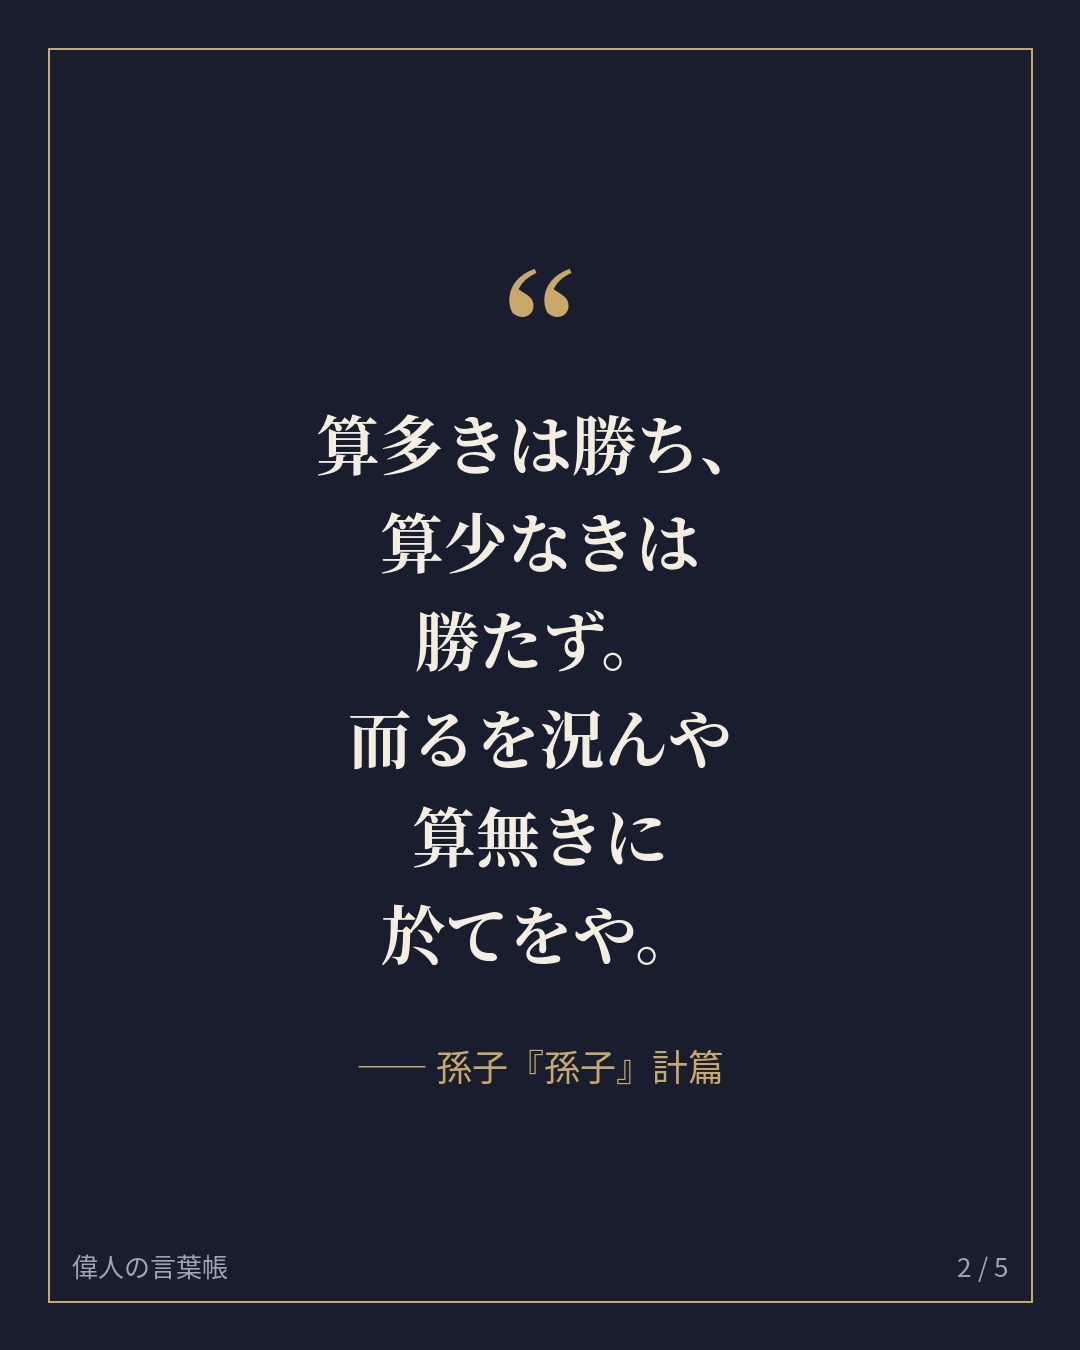 “
算多きは勝ち、
算少なきは
勝たず。
而るを況んや
算無きに
於てをや。
—— 孫子『孫子』計篇
偉人の言葉帳
2 / 5